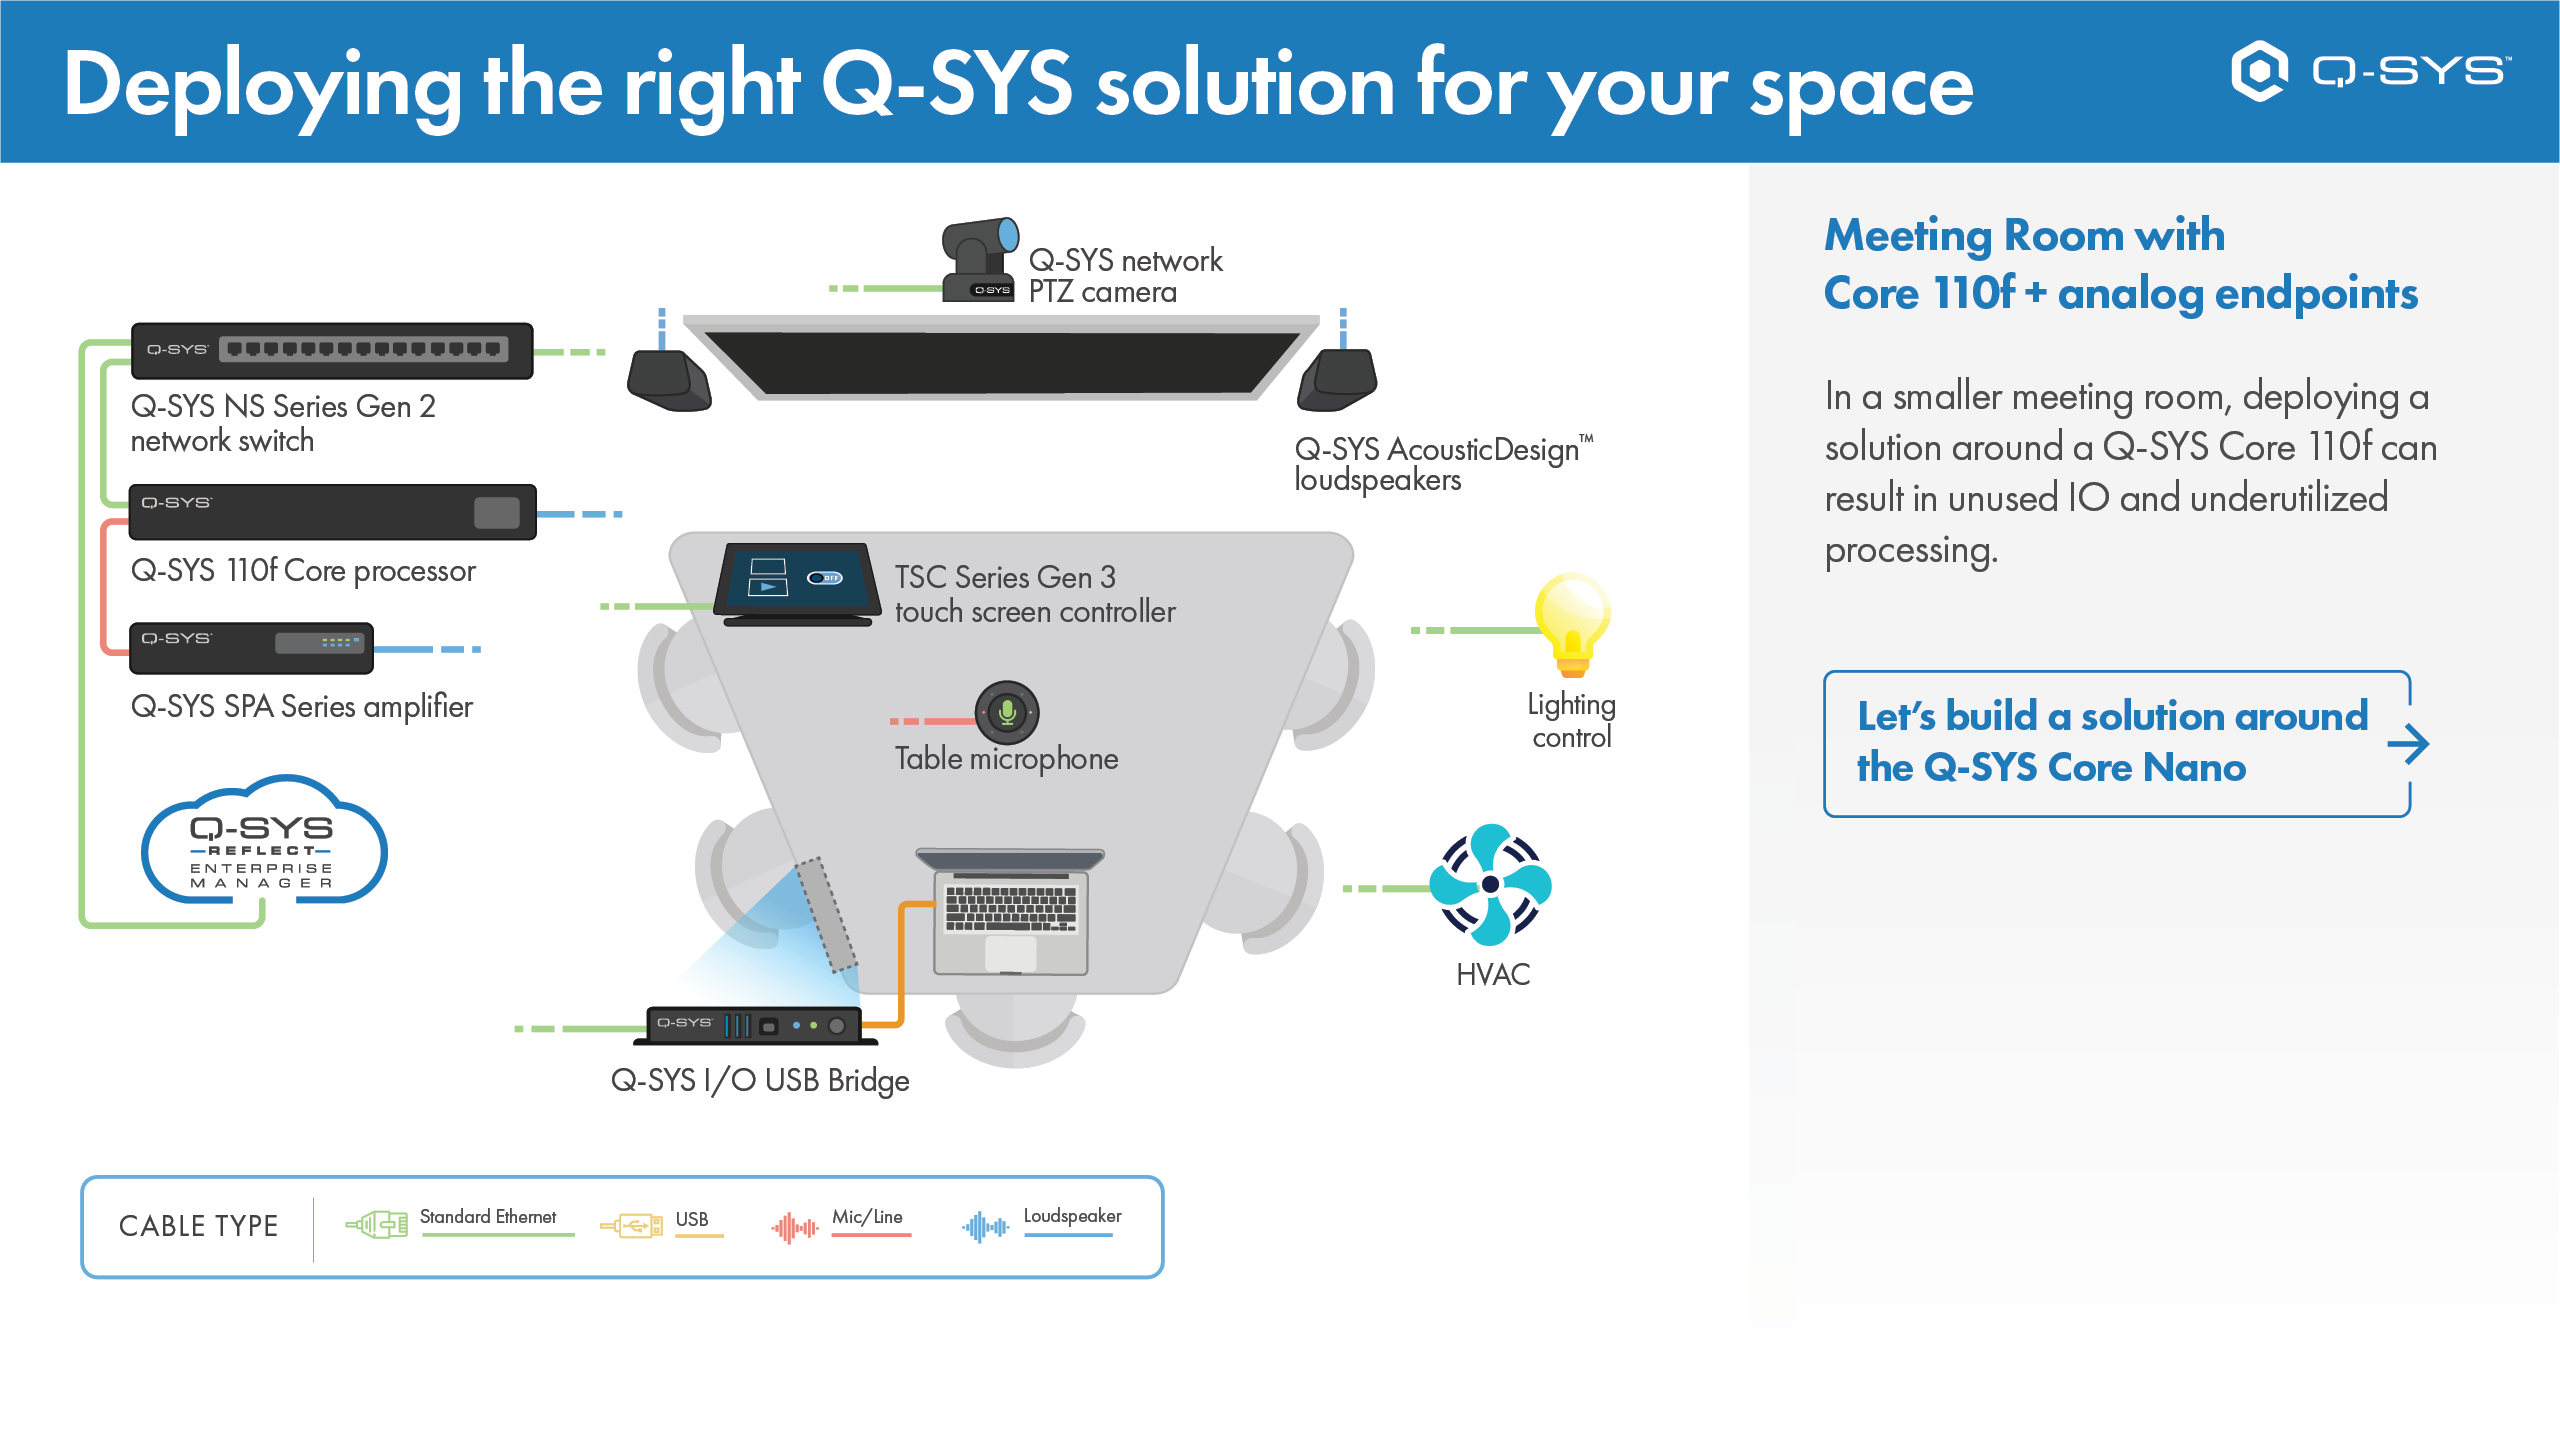 Deploying the right Q-SYS solution for your space
Q-SYS™
Q-SYS network
PTZ camera
Q-SYS
Q-SYS
Q-SYS NS Series Gen 2
network switch
Q-SYS AcousticDesign™
loudspeakers
Q-SYS
Q-SYS 110f Core processor
OFF
TSC Series Gen 3
touch screen controller
Q-SYS
Q-SYS SPA Series amplifier
Table microphone
Lighting
control
Q-SYS
REFLECT
ENTERPRISE
MANAGER
HVAC
Q-SYS
Q-SYS I/O USB Bridge
CABLE TYPE
Standard Ethernet
USB
Mic/Line
Loudspeaker
Meeting Room with
Core 110f + analog endpoints
In a smaller meeting room, deploying a
solution around a Q-SYS Core 110f can
result in unused IO and underutilized
processing.
Let's build a solution around
the Q-SYS Core Nano